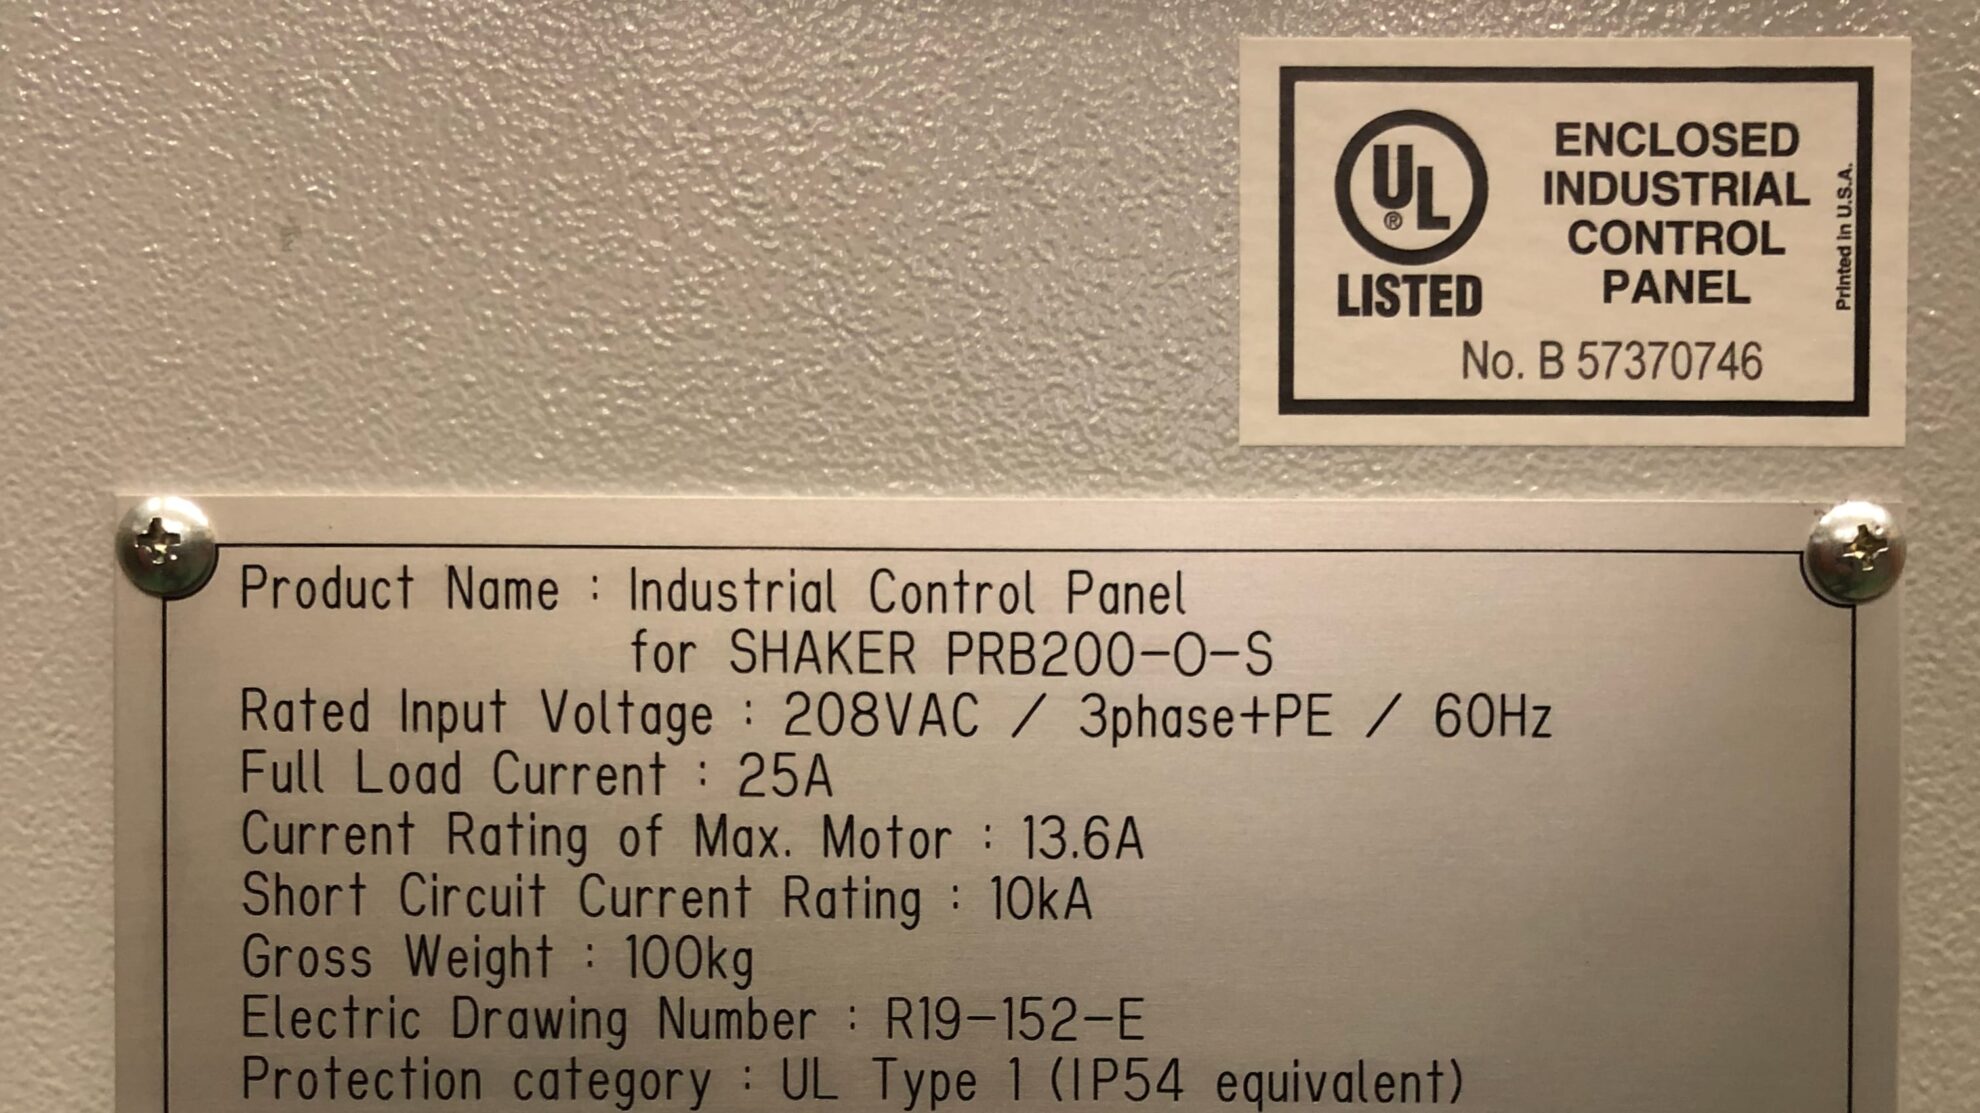 UL
®
LISTED
ENCLOSED
INDUSTRIAL
CONTROL
PANEL
Printed in U.S.A.
No. B 57370746
Product Name : Industrial Control Panel
for SHAKER PRB200-O-S
Rated Input Voltage : 208VAC / 3phase+PE / 60Hz
Full Load Current : 25A
Current Rating of Max. Motor : 13.6A
Short Circuit Current Rating : 10kA
Gross Weight : 100kg
Electric Drawing Number : R19-152-E
Protection category : UL Type 1 (IP54 equivalent)